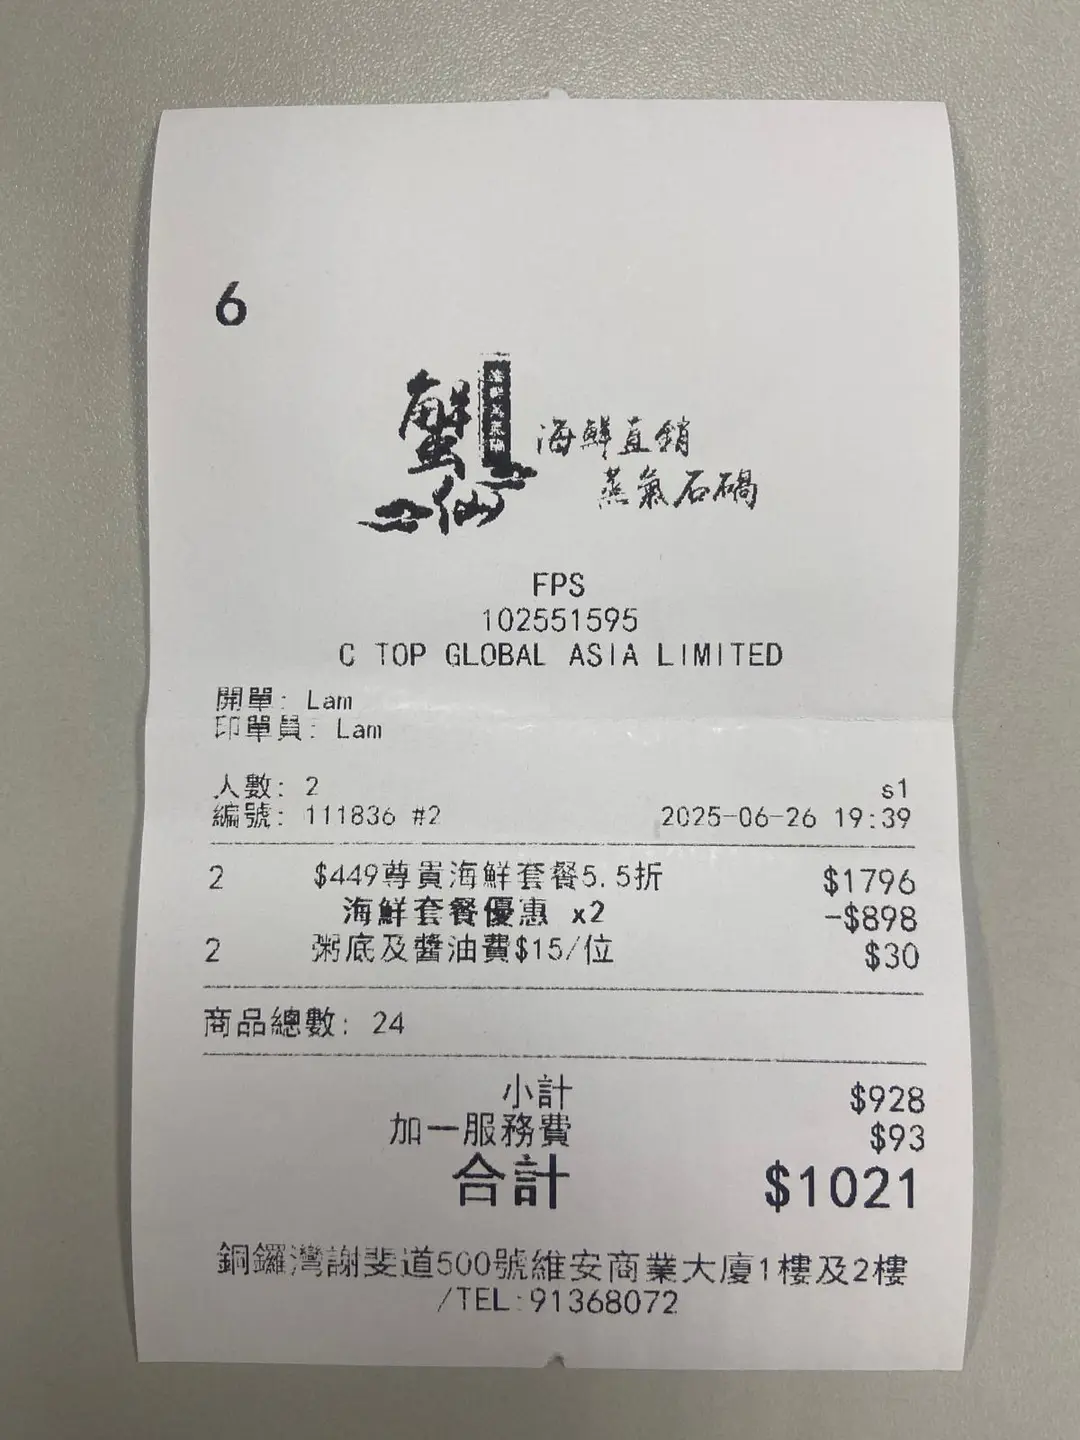 6
蟹仙
海鮮直銷
蒸氣石鍋
FPS
102551595
C TOP GLOBAL ASIA LIMITED
開單: Lam
印單員: Lam
人數: 2 s1
編號: 111836 #2 2025-06-26 19:39
2 $449尊貴海鮮套餐5.5折 $1796
海鮮套餐優惠 x2 -$898
2 粥底及醬油費$15/位 $30
商品總數: 24
小計 $928
加一服務費 $93
合計 $1021
銅鑼灣謝斐道500號維安商業大廈1樓及2樓
/TEL:91368072